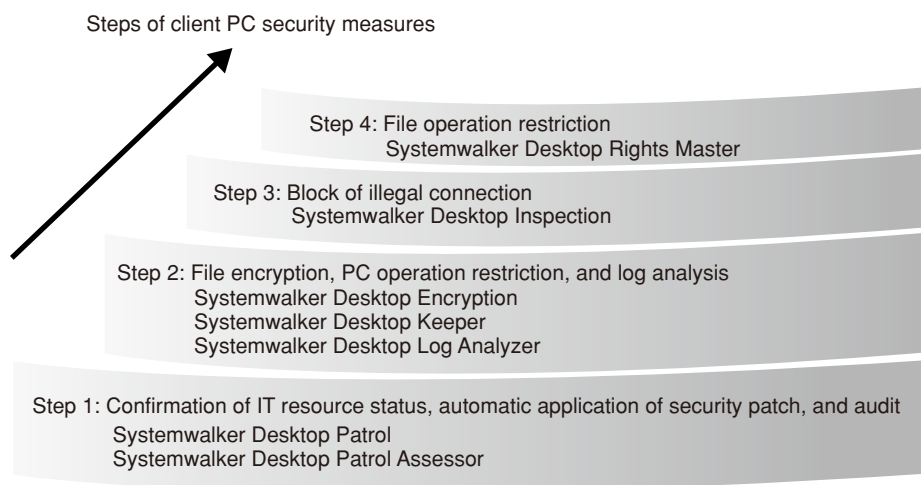 Steps of client PC security measures
Step 4: File operation restriction
Systemwalker Desktop Rights Master
Step 3: Block of illegal connection
Systemwalker Desktop Inspection
Step 2: File encryption, PC operation restriction, and log analysis
Systemwalker Desktop Encryption
Systemwalker Desktop Keeper
Systemwalker Desktop Log Analyzer
Step 1: Confirmation of IT resource status, automatic application of security patch, and audit
Systemwalker Desktop Patrol
Systemwalker Desktop Patrol Assessor